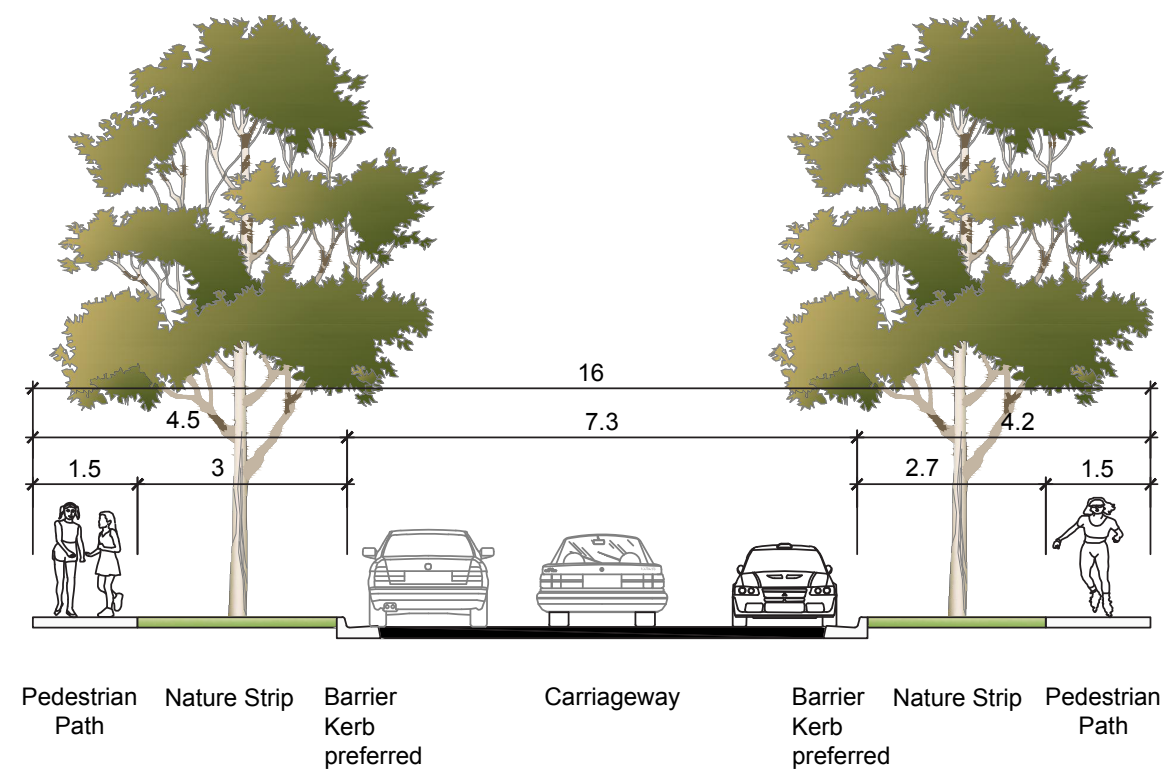 16
4.5
7.3
4.2
1.5
3
2.7
1.5
Pedestrian
Path
Nature Strip
Barrier
Kerb
preferred
Carriageway
Barrier
Kerb
preferred
Nature Strip
Pedestrian
Path